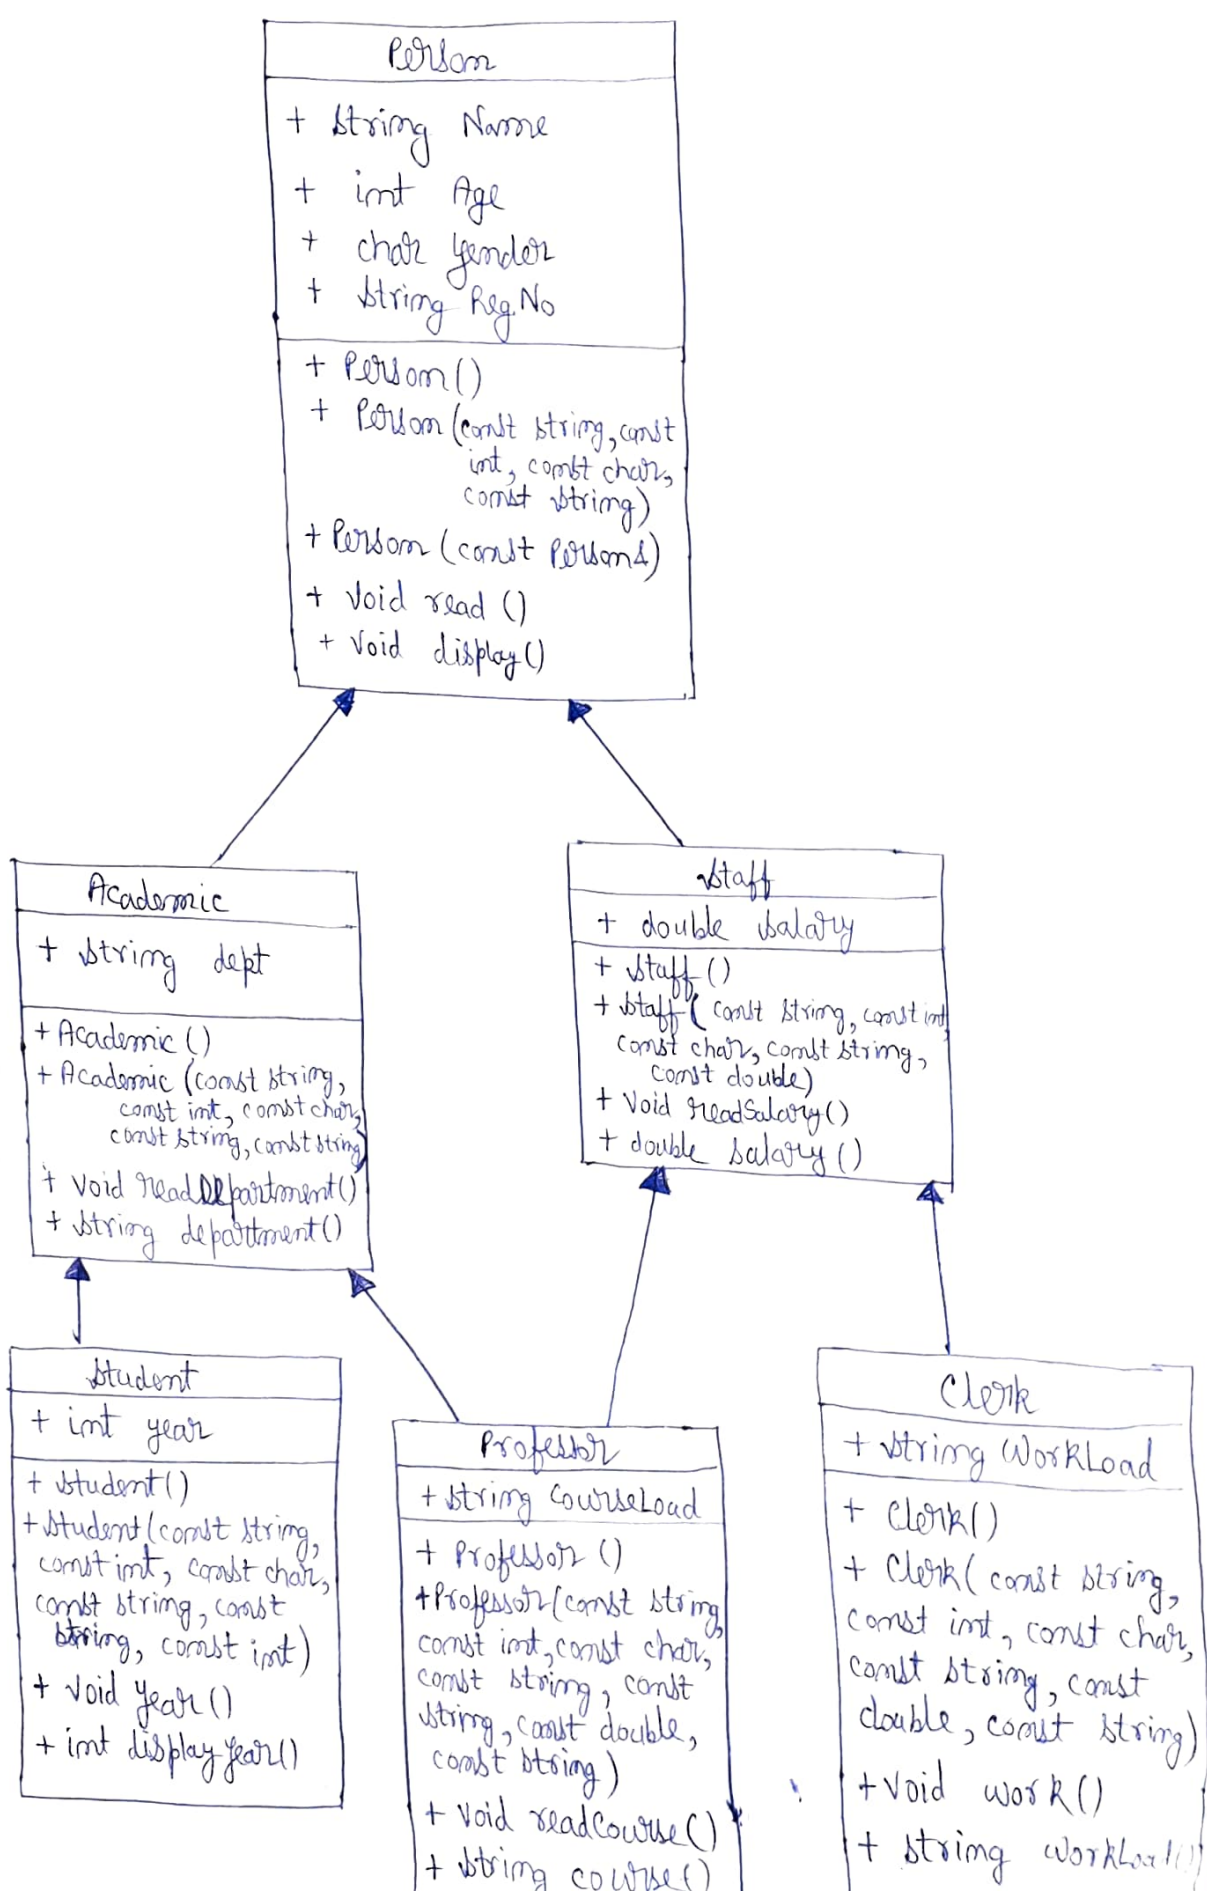 Person
+ String Name
+ int Age
+ char Gender
+ String Reg.No
+ Person()
+ Person (const string, const
int, const char,
const string)
+ Person (const Person&)
+ Void read ()
+ Void display()
Academic
+ String dept
+ Academic ()
+ Academic (const string,
const int, const char,
const string, const string)
+ Void readDepartment()
+ String department()
Staff
+ double Salary
+ Staff ()
+ Staff ( const string, const int
const char, const string,
const double)
+ Void readSalary()
+ double Salary ()
Student
+ int year
+ Student()
+ Student(const string,
const int, const char,
const string, const
string, const int)
+ Void Year()
+ int displayYear()
Professor
+ String CourseLoad
+ Professor ()
+ Professor (const string,
const int, const char,
const string, const
string, const double,
const string)
+ Void readCourse()
+ String course()
Clerk
+ String WorkLoad
+ Clerk()
+ Clerk( const string,
const int, const char,
const string, const
double, const string)
+ Void work()
+ String workLoad()